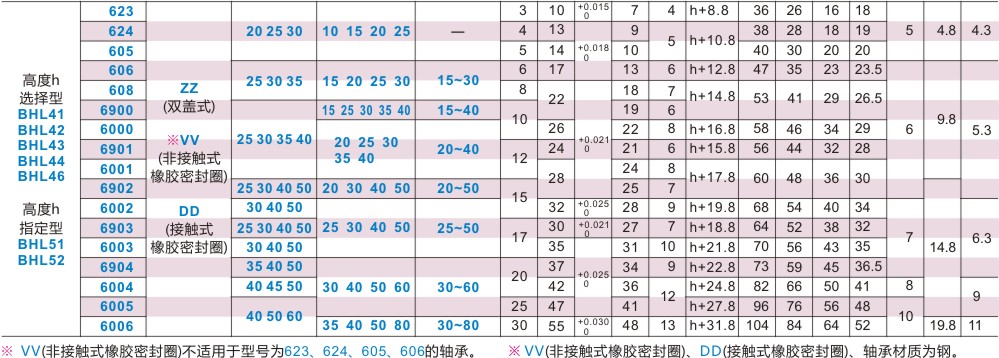 623 3 10 +0.015 0 7 4 h+8.8 36 26 16 18
624 20 25 30 10 15 20 25 — 4 13 9 5 h+10.8 38 28 18 19 5 4.8 4.3
605 5 14 +0.018 0 10 40 30 20 20
606 6 17 13 6 h+12.8 47 35 23 23.5
高度h ZZ 25 30 35 15 20 25 30 15~30
选择型 608 (双盖式) 8 22 18 7 h+14.8 53 41 29 26.5
BHL41 6900 15 25 30 35 40 15~40 10 19 6 9.8
BHL42 6000 26 +0.021 0 22 8 h+16.8 58 46 34 29 6 5.3
BHL43 ※VV 25 30 35 40 20 25 30
BHL44 6901 (非接触式 35 40 20~40 12 24 21 6 h+15.8 56 44 32 28
BHL46 6001 橡胶密封圈) 28 24 8 h+17.8 60 48 36 30
6902 25 30 40 50 20 30 40 50 20~50 15 25 7
高度h 6002 DD 30 40 50 32 +0.025 0 28 9 h+19.8 68 54 40 34
指定型 6903 (接触式 25 30 40 50 25 30 40 50 25~50 17 30 +0.021 0 27 7 h+18.8 64 52 38 32 7 6.3
BHL51 6003 橡胶密封圈) 30 40 50 35 31 10 h+21.8 70 56 43 35 14.8
BHL52 6904 35 40 50 20 37 +0.025 0 34 9 h+22.8 73 59 45 36.5
6004 40 45 50 30 40 50 60 30~60 42 36 12 h+24.8 82 66 50 41 8 9
6005 40 50 60 25 47 41 h+27.8 96 76 56 48 10
6006 35 40 50 80 30~80 30 55 +0.030 0 48 13 h+31.8 104 84 64 52 19.8 11
※ VV(非接触式橡胶密封圈)不适用于型号为623、624、605、606的轴承。 ※VV(非接触式橡胶密封圈)、DD(接触式橡胶密封圈)、轴承材质为钢。